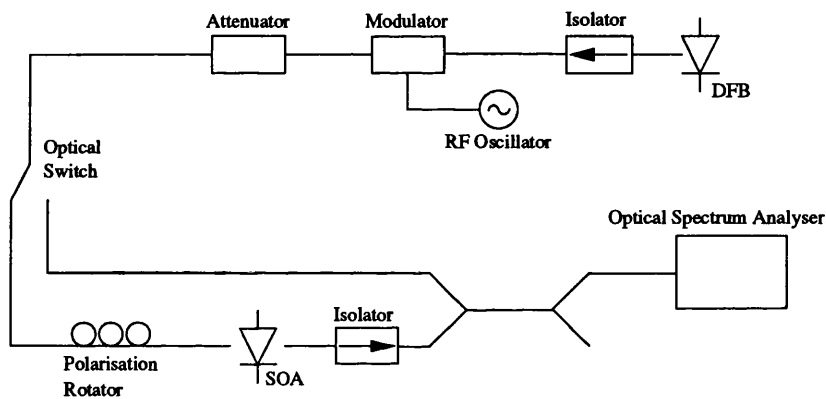 Attenuator
Modulator
Isolator
DFB
RF Oscillator
Optical
Switch
Optical Spectrum Analyser
Isolator
Polarisation
Rotator
SOA